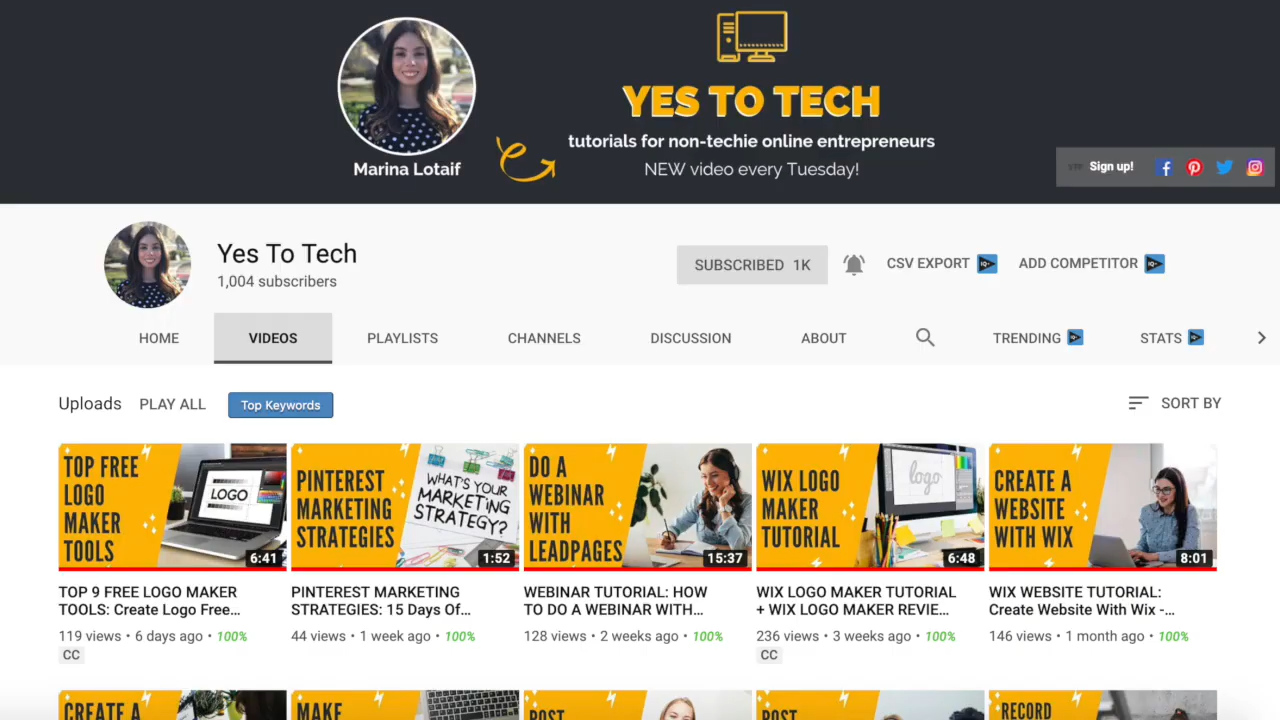 YES TO TECH
tutorials for non-techie online entrepreneurs
NEW video every Tuesday!
Marina Lotaif
Sign up!
Yes To Tech
1,004 subscribers
SUBSCRIBED 1K
CSV EXPORT
ADD COMPETITOR
HOME
VIDEOS
PLAYLISTS
CHANNELS
DISCUSSION
ABOUT
TRENDING
STATS
Uploads
PLAY ALL
Top Keywords
SORT BY
TOP FREE
LOGO
MAKER
TOOLS
LOGO
6:41
PINTEREST
MARKETING
STRATEGIES
WHAT'S YOUR
MARKETING
STRATEGY?
1:52
DO A
WEBINAR
WITH
LEADPAGES
15:37
WIX LOGO
MAKER
TUTORIAL
logo
6:48
CREATE A
WEBSITE
WITH WIX
8:01
TOP 9 FREE LOGO MAKER
TOOLS: Create Logo Free...
119 views • 6 days ago • 100%
CC
PINTEREST MARKETING
STRATEGIES: 15 Days Of...
44 views • 1 week ago • 100%
WEBINAR TUTORIAL: HOW
TO DO A WEBINAR WITH...
128 views • 2 weeks ago • 100%
WIX LOGO MAKER TUTORIAL
+ WIX LOGO MAKER REVIE...
236 views • 3 weeks ago • 100%
CC
WIX WEBSITE TUTORIAL:
Create Website With Wix -...
146 views • 1 month ago • 100%
CREATE A
MAKE
POST
POST
RECORD